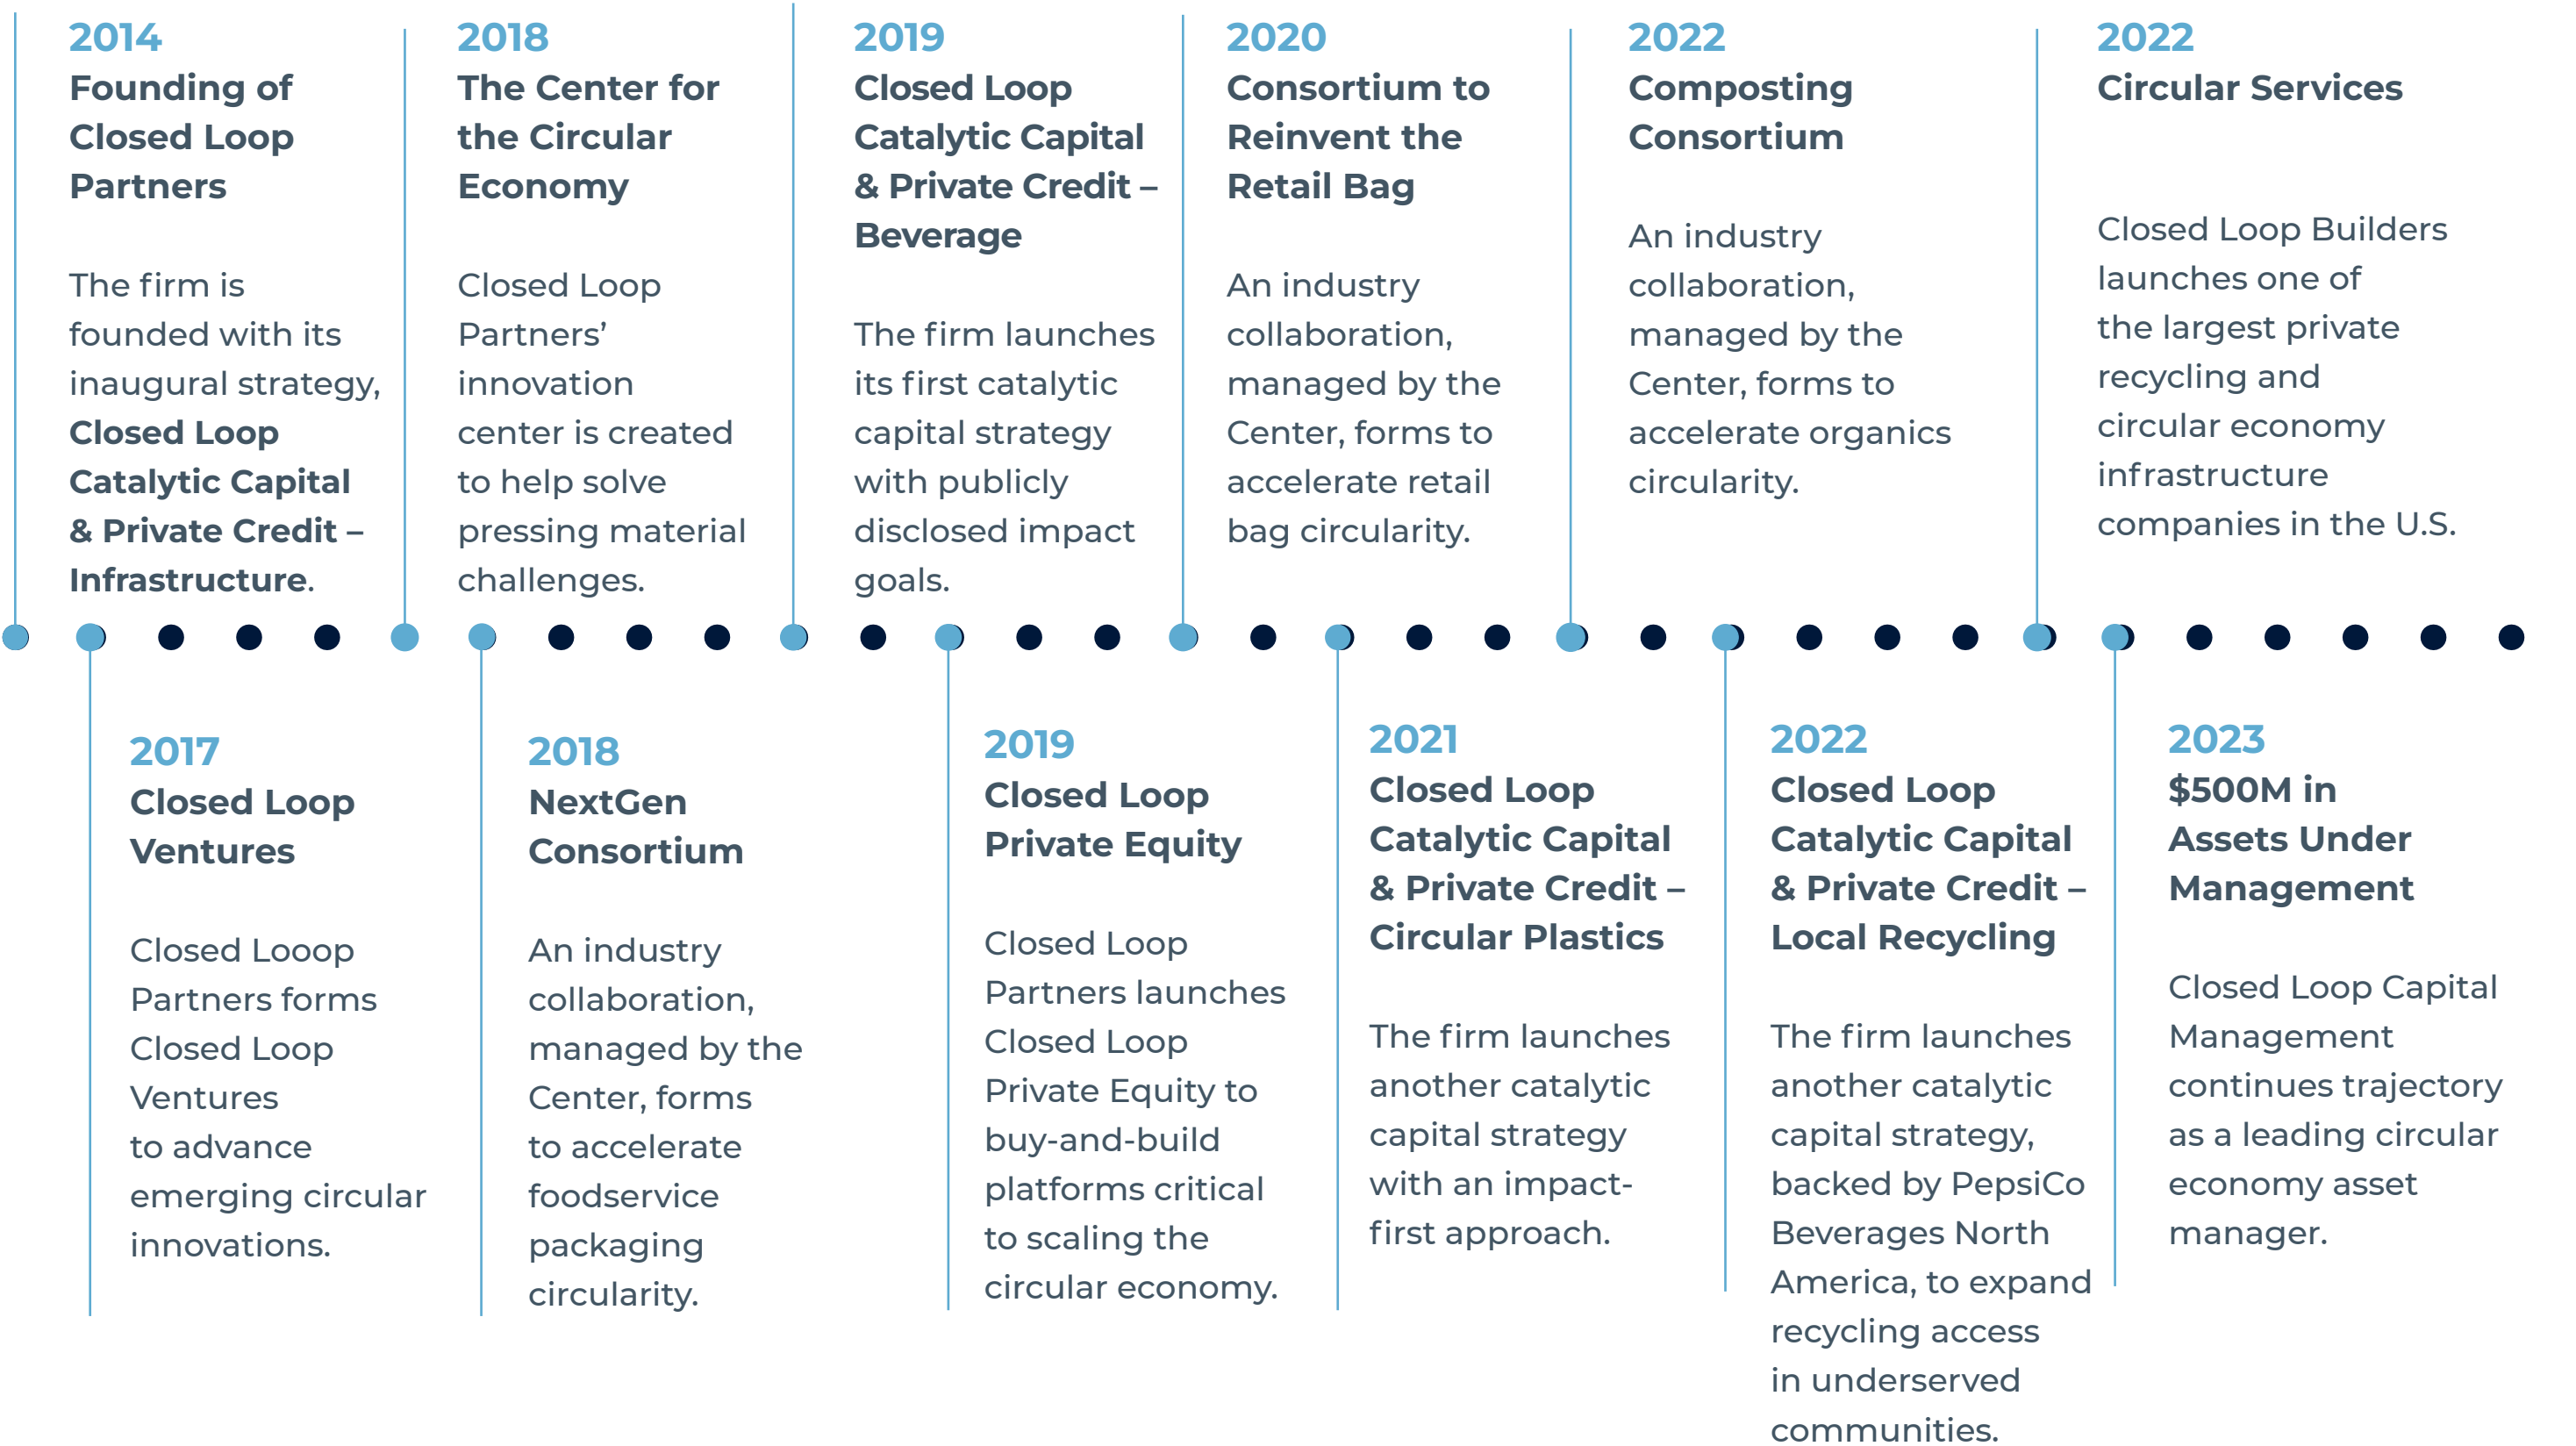 2014
Founding of
Closed Loop
Partners
The firm is
founded with its
inaugural strategy,
Closed Loop
Catalytic Capital
& Private Credit –
Infrastructure.
2018
The Center for
the Circular
Economy
Closed Loop
Partners’
innovation
center is created
to help solve
pressing material
challenges.
2019
Closed Loop
Catalytic Capital
& Private Credit –
Beverage
The firm launches
its first catalytic
capital strategy
with publicly
disclosed impact
goals.
2020
Consortium to
Reinvent the
Retail Bag
An industry
collaboration,
managed by the
Center, forms to
accelerate retail
bag circularity.
2022
Composting
Consortium
An industry
collaboration,
managed by the
Center, forms to
accelerate organics
circularity.
2022
Circular Services
Closed Loop Builders
launches one of
the largest private
recycling and
circular economy
infrastructure
companies in the U.S.
2017
Closed Loop
Ventures
Closed Looop
Partners forms
Closed Loop
Ventures
to advance
emerging circular
innovations.
2018
NextGen
Consortium
An industry
collaboration,
managed by the
Center, forms
to accelerate
foodservice
packaging
circularity.
2019
Closed Loop
Private Equity
Closed Loop
Partners launches
Closed Loop
Private Equity to
buy-and-build
platforms critical
to scaling the
circular economy.
2021
Closed Loop
Catalytic Capital
& Private Credit –
Circular Plastics
The firm launches
another catalytic
capital strategy
with an impact-
first approach.
2022
Closed Loop
Catalytic Capital
& Private Credit –
Local Recycling
The firm launches
another catalytic
capital strategy,
backed by PepsiCo
Beverages North
America, to expand
recycling access
in underserved
communities.
2023
$500M in
Assets Under
Management
Closed Loop Capital
Management
continues trajectory
as a leading circular
economy asset
manager.